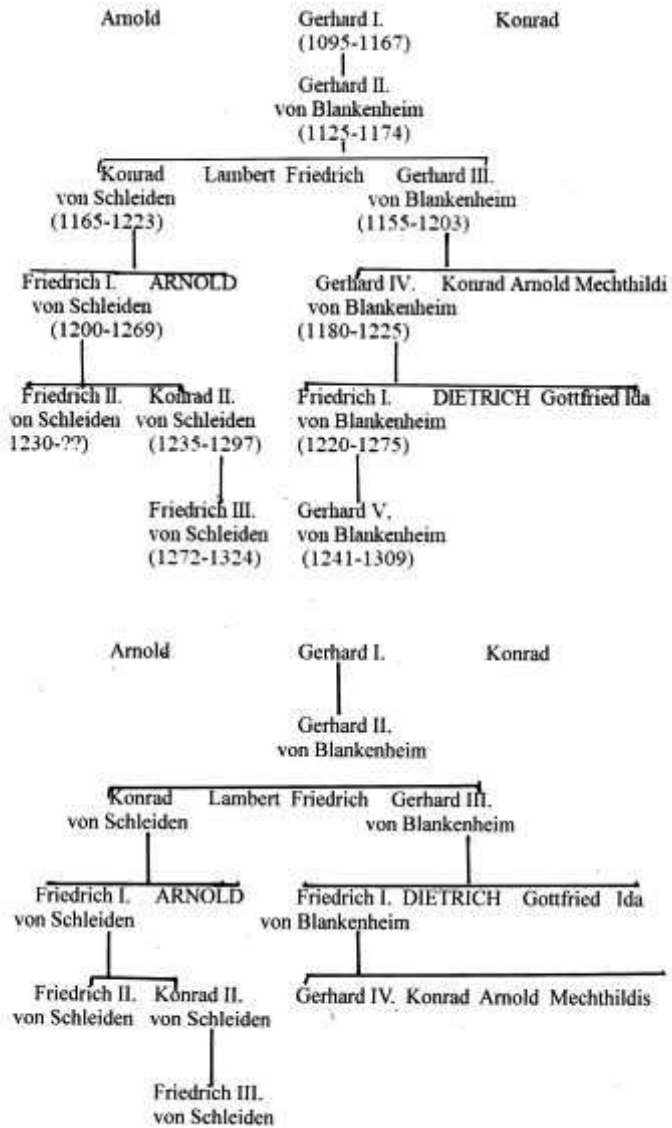 Arnold Gerhard I. Konrad
(1095-1167)
Gerhard II.
von Blankenheim
(1125-1174)
Konrad Lambert Friedrich Gerhard III.
von Schleiden von Blankenheim
(1165-1223) (1155-1203)
Friedrich I. ARNOLD Gerhard IV. Konrad Arnold Mechthildi
von Schleiden von Blankenheim
(1200-1269) (1180-1225)
Friedrich II. Konrad II. Friedrich I. DIETRICH Gottfried Ida
von Schleiden von Schleiden von Blankenheim
1230-??) (1235-1297) (1220-1275)
Friedrich III. Gerhard V.
von Schleiden von Blankenheim
(1272-1324) (1241-1309)
Arnold Gerhard I. Konrad
Gerhard II.
von Blankenheim
Konrad Lambert Friedrich Gerhard III.
von Schleiden von Blankenheim
Friedrich I. ARNOLD Friedrich I. DIETRICH Gottfried Ida
von Schleiden von Blankenheim
Friedrich II. Konrad II. Gerhard IV. Konrad Arnold Mechthildis
von Schleiden von Schleiden
Friedrich III.
von Schleiden